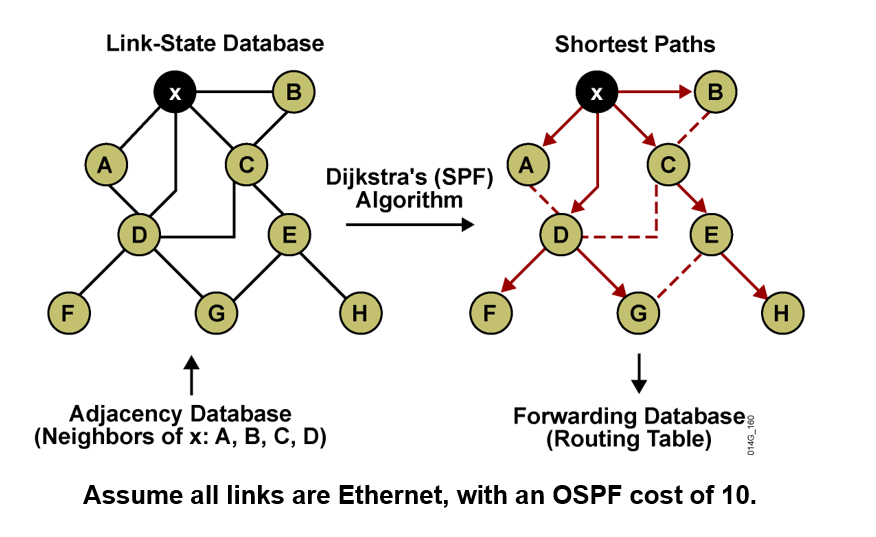 Link-State Database
Shortest Paths
x
B
A
C
D
E
F
G
H
Dijkstra's (SPF)
Algorithm
x
B
A
C
D
E
F
G
H
Adjacency Database
(Neighbors of x: A, B, C, D)
Forwarding Database
(Routing Table)
014G_160
Assume all links are Ethernet, with an OSPF cost of 10.